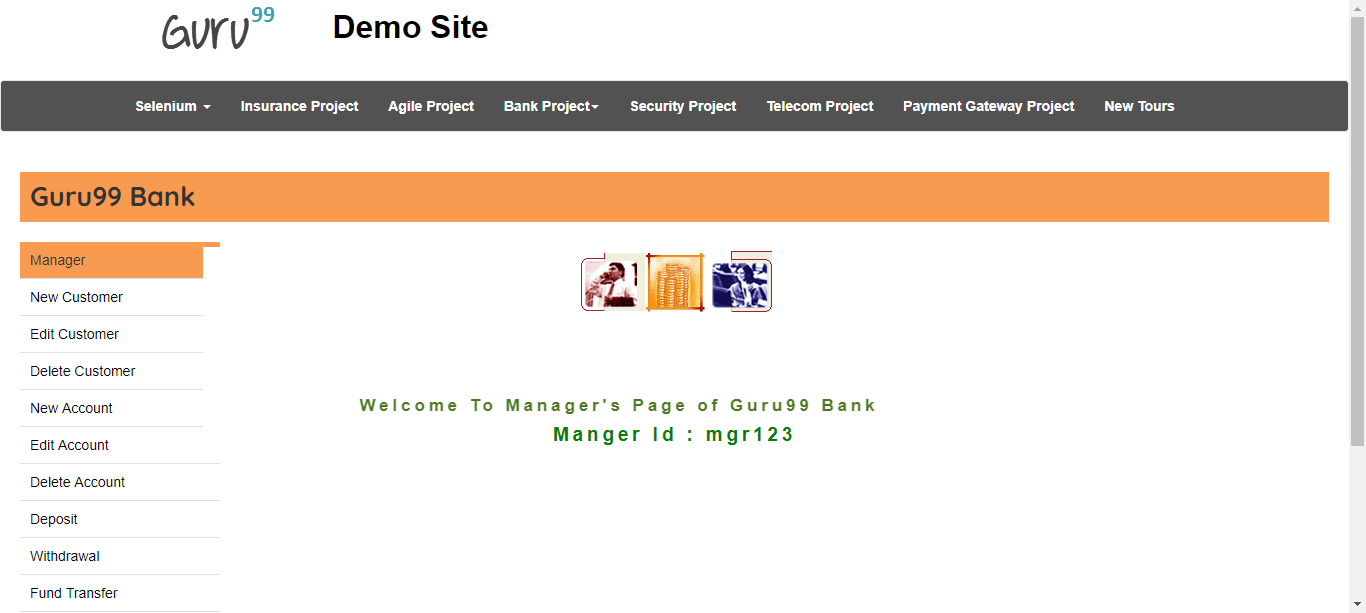 Guru99
Demo Site
Selenium Insurance Project Agile Project Bank Project Security Project Telecom Project Payment Gateway Project New Tours
Guru99 Bank
Manager
New Customer
Edit Customer
Delete Customer
New Account
Edit Account
Delete Account
Deposit
Withdrawal
Fund Transfer
Welcome To Manager's Page of Guru99 Bank
Manger Id : mgr123